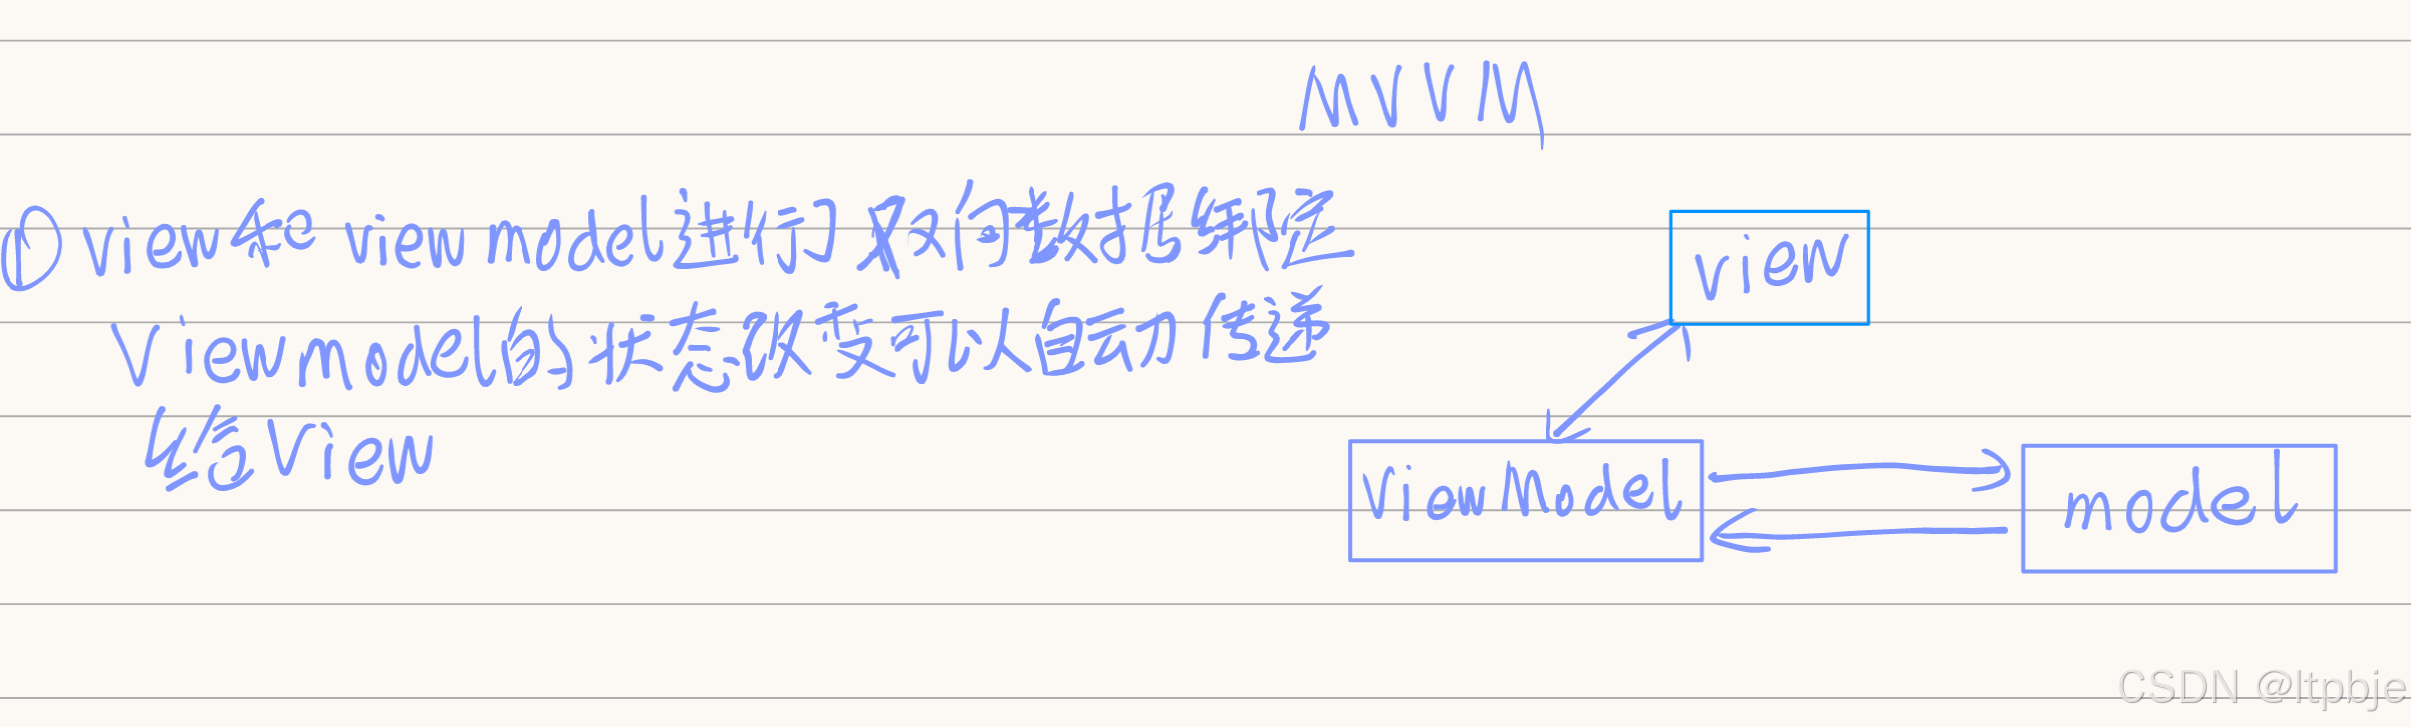 MVVM
① view和viewmodel进行了双向数据绑定
Viewmodel的状态改变可以自动传递
给View
view
ViewModel
model
CSDN @ltpbje